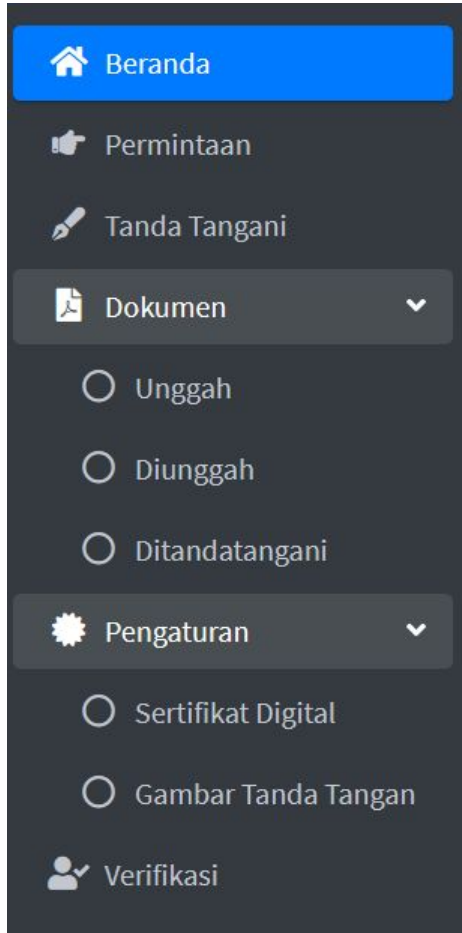 Beranda
Permintaan
Tanda Tangani
Dokumen
Unggah
Diunggah
Ditandatangani
Pengaturan
Sertifikat Digital
Gambar Tanda Tangan
Verifikasi